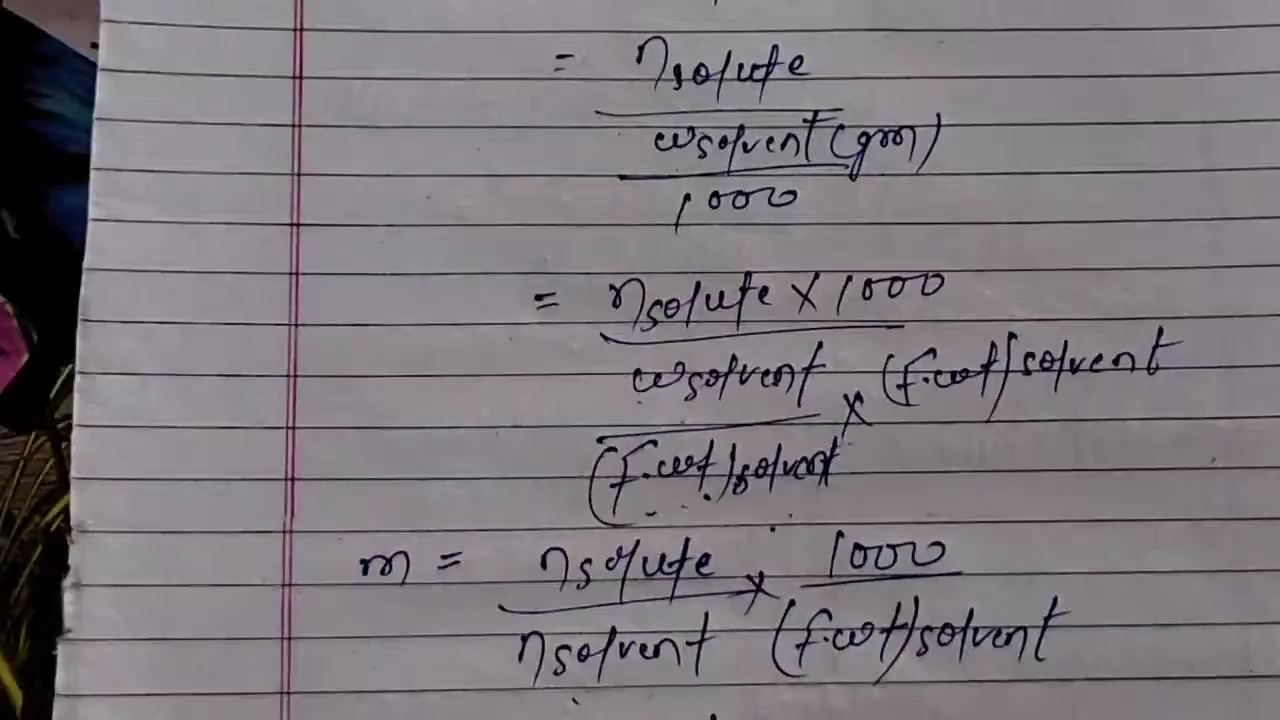 = nsolute
wsolvent (gm)
1000
= nsolute × 1000
wsolvent × (f.wt)solvent
(f.wt)solvent
m = nsolute × 1000
nsolvent (f.wt)solvent